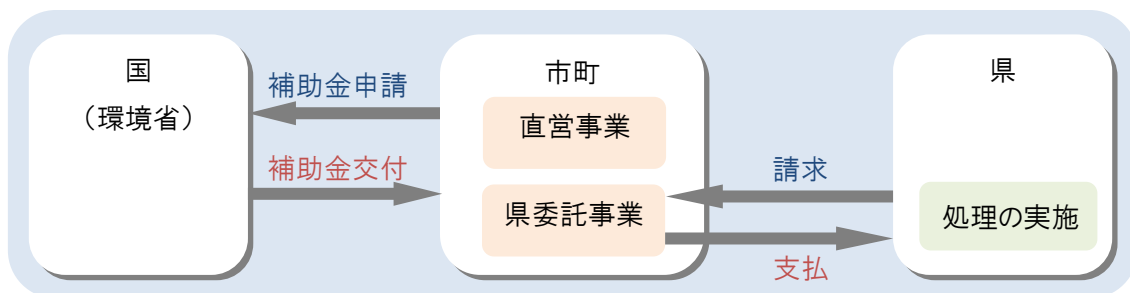 国
（環境省）
補助金申請
補助金交付
市町
直営事業
県委託事業
請求
支払
県
処理の実施